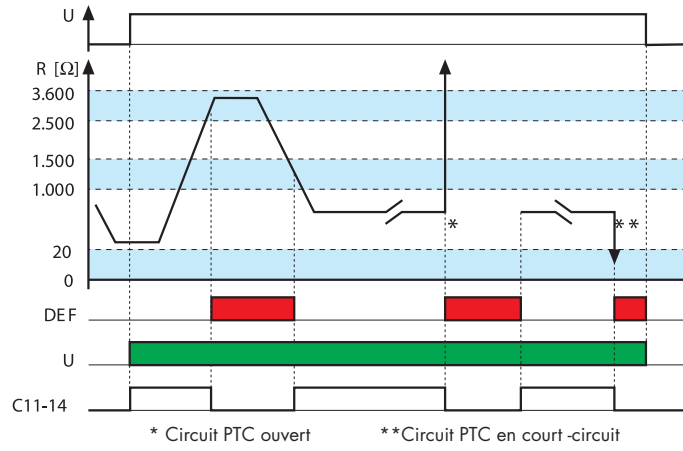 U
R [Ω]
3.600
2.500
1.500
1.000
20
0
*
**
DEF
U
C11-14
* Circuit PTC ouvert
**Circuit PTC en court -circuit